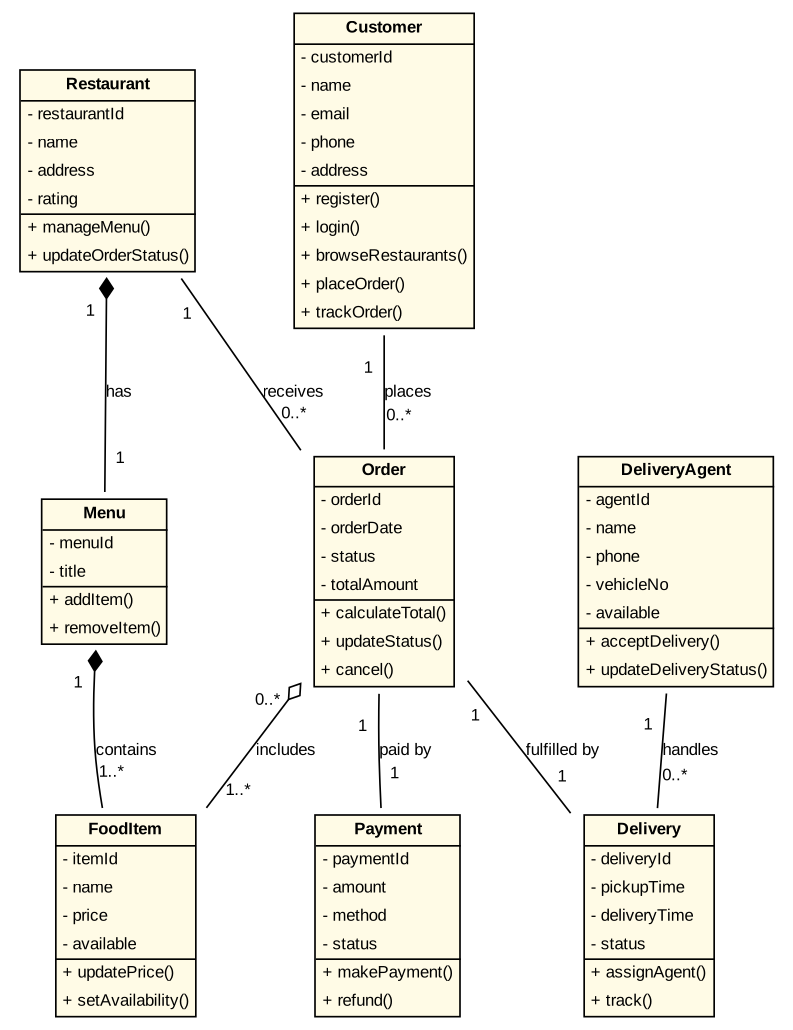 Customer
- customerId
- name
- email
- phone
- address
+ register()
+ login()
+ browseRestaurants()
+ placeOrder()
+ trackOrder()
Restaurant
- restaurantId
- name
- address
- rating
+ manageMenu()
+ updateOrderStatus()
1
has
1
1
receives
0..*
1
places
0..*
Menu
- menuId
- title
+ addItem()
+ removeItem()
Order
- orderId
- orderDate
- status
- totalAmount
+ calculateTotal()
+ updateStatus()
+ cancel()
DeliveryAgent
- agentId
- name
- phone
- vehicleNo
- available
+ acceptDelivery()
+ updateDeliveryStatus()
1
contains
1..*
0..*
includes
1..*
1
paid by
1
1
fulfilled by
1
1
handles
0..*
FoodItem
- itemId
- name
- price
- available
+ updatePrice()
+ setAvailability()
Payment
- paymentId
- amount
- method
- status
+ makePayment()
+ refund()
Delivery
- deliveryId
- pickupTime
- deliveryTime
- status
+ assignAgent()
+ track()